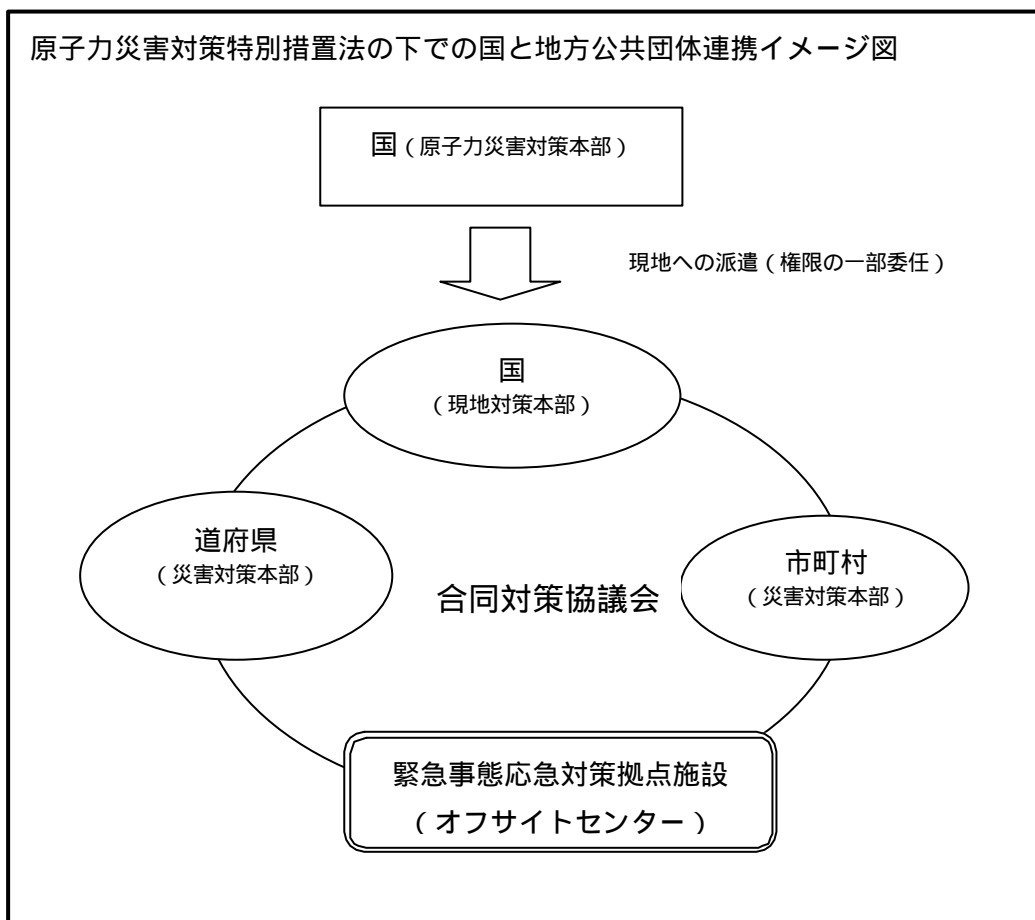 原子力災害対策特別措置法の下での国と地方公共団体連携イメージ図
国(原子力災害対策本部)
現地への派遣(権限の一部委任)
国
(現地対策本部)
道府県
(災害対策本部)
市町村
(災害対策本部)
合同対策協議会
緊急事態応急対策拠点施設
(オフサイトセンター)